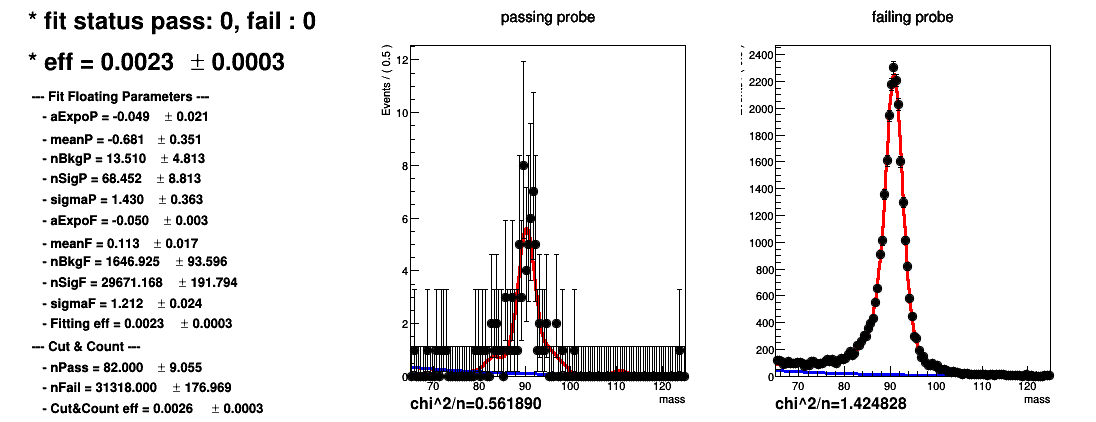 * fit status pass: 0, fail : 0
* eff = 0.0023 ± 0.0003
--- Fit Floating Parameters ---
- aExpoP = -0.049 ± 0.021
- meanP = -0.681 ± 0.351
- nBkgP = 13.510 ± 4.813
- nSigP = 68.452 ± 8.813
- sigmaP = 1.430 ± 0.363
- aExpoF = -0.050 ± 0.003
- meanF = 0.113 ± 0.017
- nBkgF = 1646.925 ± 93.596
- nSigF = 29671.168 ± 191.794
- sigmaF = 1.212 ± 0.024
- Fitting eff = 0.0023 ± 0.0003
--- Cut & Count ---
- nPass = 82.000 ± 9.055
- nFail = 31318.000 ± 176.969
- Cut&Count eff = 0.0026 ± 0.0003
passing probe
Events / ( 0.5 )
12
10
8
6
4
2
0
70 80 90 100 110 120
mass
chi^2/n=0.561890
failing probe
2400
2200
2000
1800
1600
1400
1200
1000
800
600
400
200
0
70 80 90 100 110 120
mass
chi^2/n=1.424828